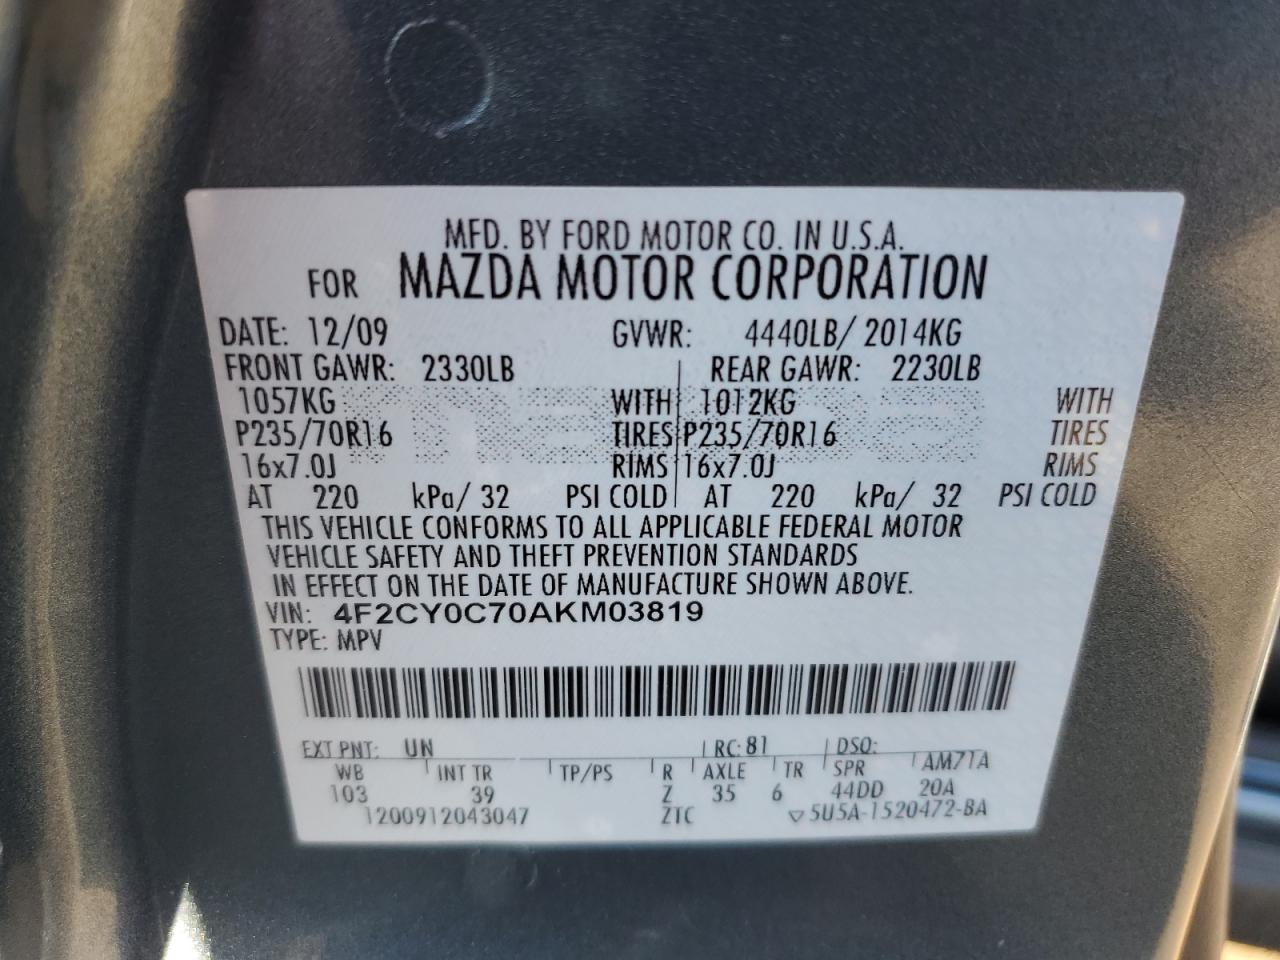 MFD. BY FORD MOTOR CO. IN U.S.A.
FOR MAZDA MOTOR CORPORATION
DATE: 12/09 GVWR: 4440LB/ 2014KG
FRONT GAWR: 2330LB REAR GAWR: 2230LB
1057KG WITH 1012KG WITH
P235/70R16 TIRES P235/70R16 TIRES
16x7.0J RIMS 16x7.0J RIMS
AT 220 kPa/ 32 PSI COLD AT 220 kPa/ 32 PSI COLD
THIS VEHICLE CONFORMS TO ALL APPLICABLE FEDERAL MOTOR
VEHICLE SAFETY AND THEFT PREVENTION STANDARDS
IN EFFECT ON THE DATE OF MANUFACTURE SHOWN ABOVE.
VIN: 4F2CY0C70AKM03819
TYPE: MPV
EXT PNT: UN RC: 81 DSO:
WB INT TR TP/PS R AXLE TR SPR AM71A
103 39 Z 35 6 44DD 20A
1200912043047 ZTC ▽5U5A-1520472-BA